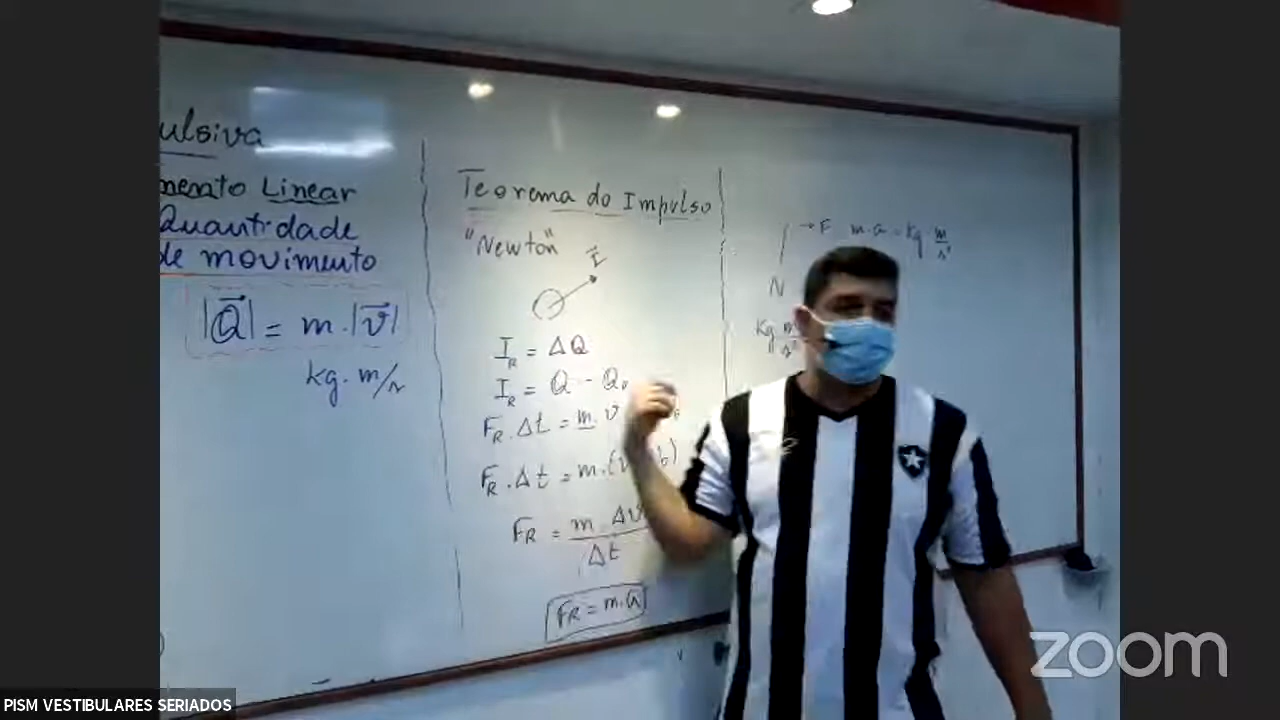 ulsiva
mento Linear
Quantidade
de movimento
|Q⃗| = m.|v⃗|
kg.m/s
Teorema do Impulso
"Newton"
I⃗
I_R = ΔQ
I_R = Q - Q₀
F_R.Δt = m.v
F_R.Δt = m.(v
F_R = m.Δv/Δt
F_R = m.a
→ F m.a = kg m/s²
N
kg m/s²
zoom
PISM VESTIBULARES SERIADOS